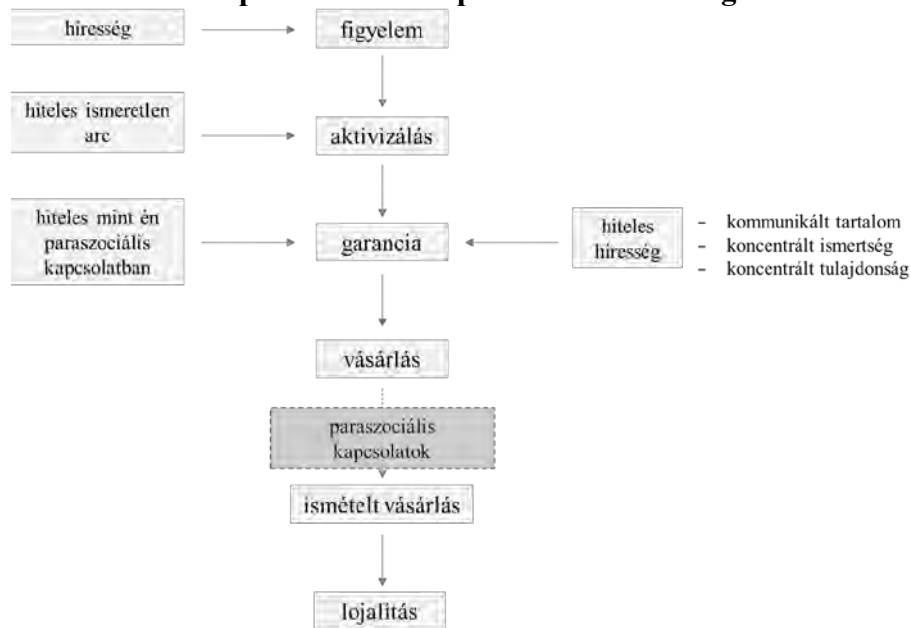 híresség
figyelem
hiteles ismeretlen
arc
aktivizálás
hiteles mint én
paraszociális
kapcsolatban
garancia
hiteles
híresség
- kommunikált tartalom
- koncentrált ismertség
- koncentrált tulajdonság
vásárlás
paraszociális
kapcsolatok
ismételt vásárlás
lojalitás